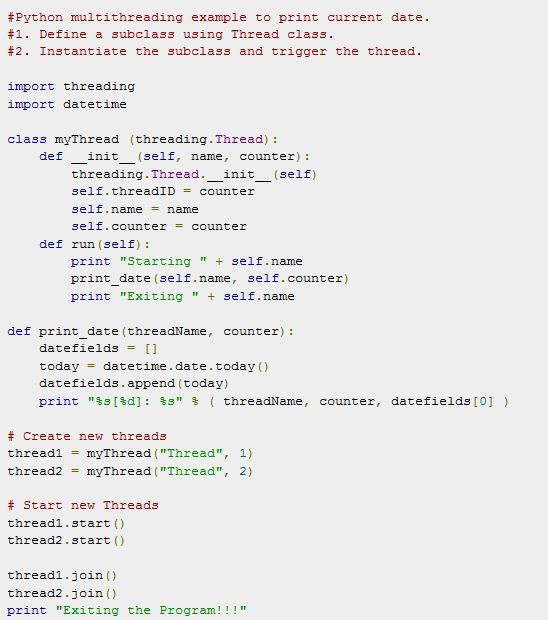 #Python multithreading example to print current date.
#1. Define a subclass using Thread class.
#2. Instantiate the subclass and trigger the thread.

import threading
import datetime

class myThread (threading.Thread):
    def __init__(self, name, counter):
        threading.Thread.__init__(self)
        self.threadID = counter
        self.name = name
        self.counter = counter
    def run(self):
        print "Starting " + self.name
        print_date(self.name, self.counter)
        print "Exiting " + self.name

def print_date(threadName, counter):
    datefields = []
    today = datetime.date.today()
    datefields.append(today)
    print "%s[%d]: %s" % ( threadName, counter, datefields[0] )

# Create new threads
thread1 = myThread("Thread", 1)
thread2 = myThread("Thread", 2)

# Start new Threads
thread1.start()
thread2.start()

thread1.join()
thread2.join()
print "Exiting the Program!!!"